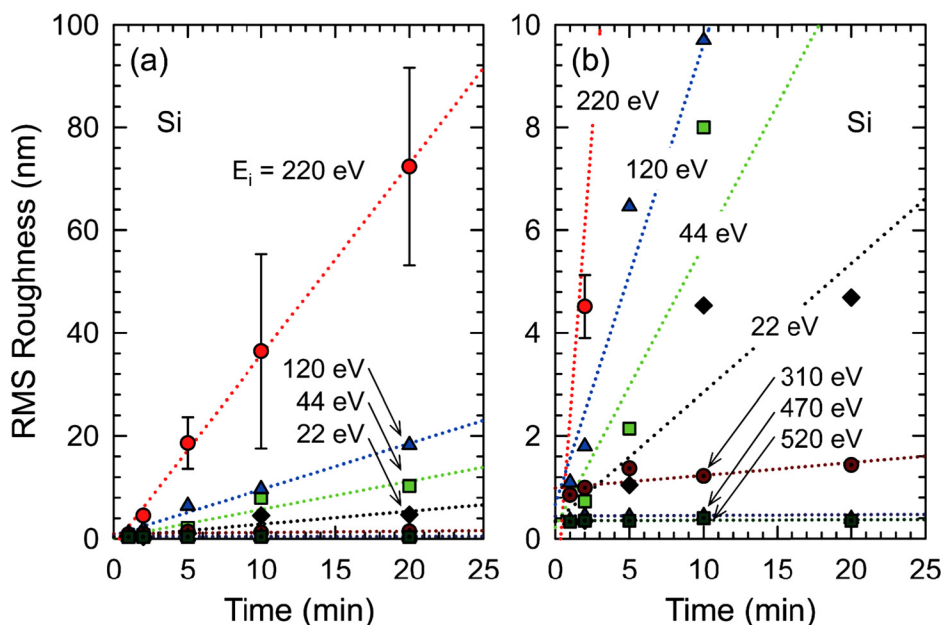 (a)
Si
E_i = 220 eV
120 eV
44 eV
22 eV
RMS Roughness (nm)
100
80
60
40
20
0
0 5 10 15 20 25
Time (min)
(b)
Si
220 eV
120 eV
44 eV
22 eV
310 eV
470 eV
520 eV
10
8
6
4
2
0
0 5 10 15 20 25
Time (min)